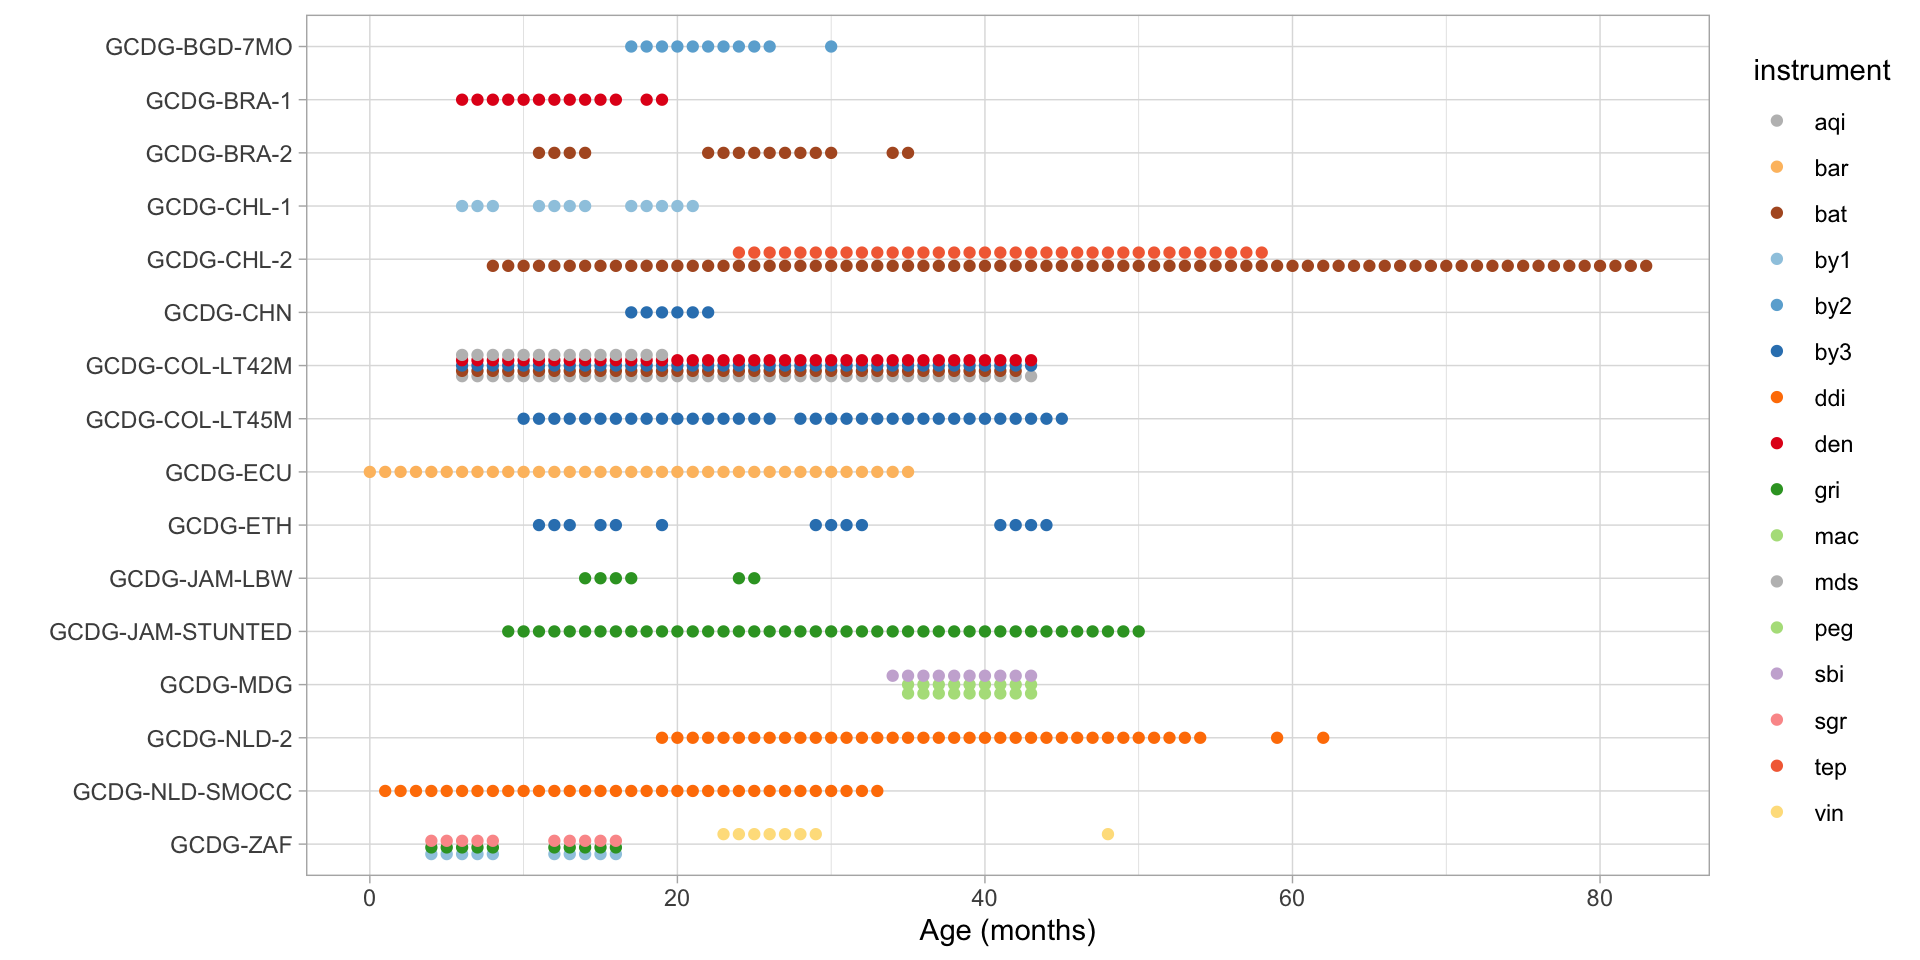 GCDG-BGD-7MO
GCDG-BRA-1
GCDG-BRA-2
GCDG-CHL-1
GCDG-CHL-2
GCDG-CHN
GCDG-COL-LT42M
GCDG-COL-LT45M
GCDG-ECU
GCDG-ETH
GCDG-JAM-LBW
GCDG-JAM-STUNTED
GCDG-MDG
GCDG-NLD-2
GCDG-NLD-SMOCC
GCDG-ZAF
0 20 40 60 80
Age (months)
instrument
aqi
bar
bat
by1
by2
by3
ddi
den
gri
mac
mds
peg
sbi
sgr
tep
vin